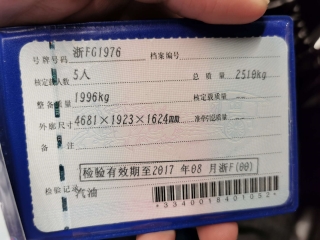 号牌号码 浙FG1976 档案编号
核定载人数 5人 总质量 2510kg
整备质量 1996kg 核定载质量 --
外廓尺寸 4681×1923×1624mm 准牵引总质量 --
备注
检验有效期至2017年08月浙F(00)
检验记录 汽油
*3340018401052*